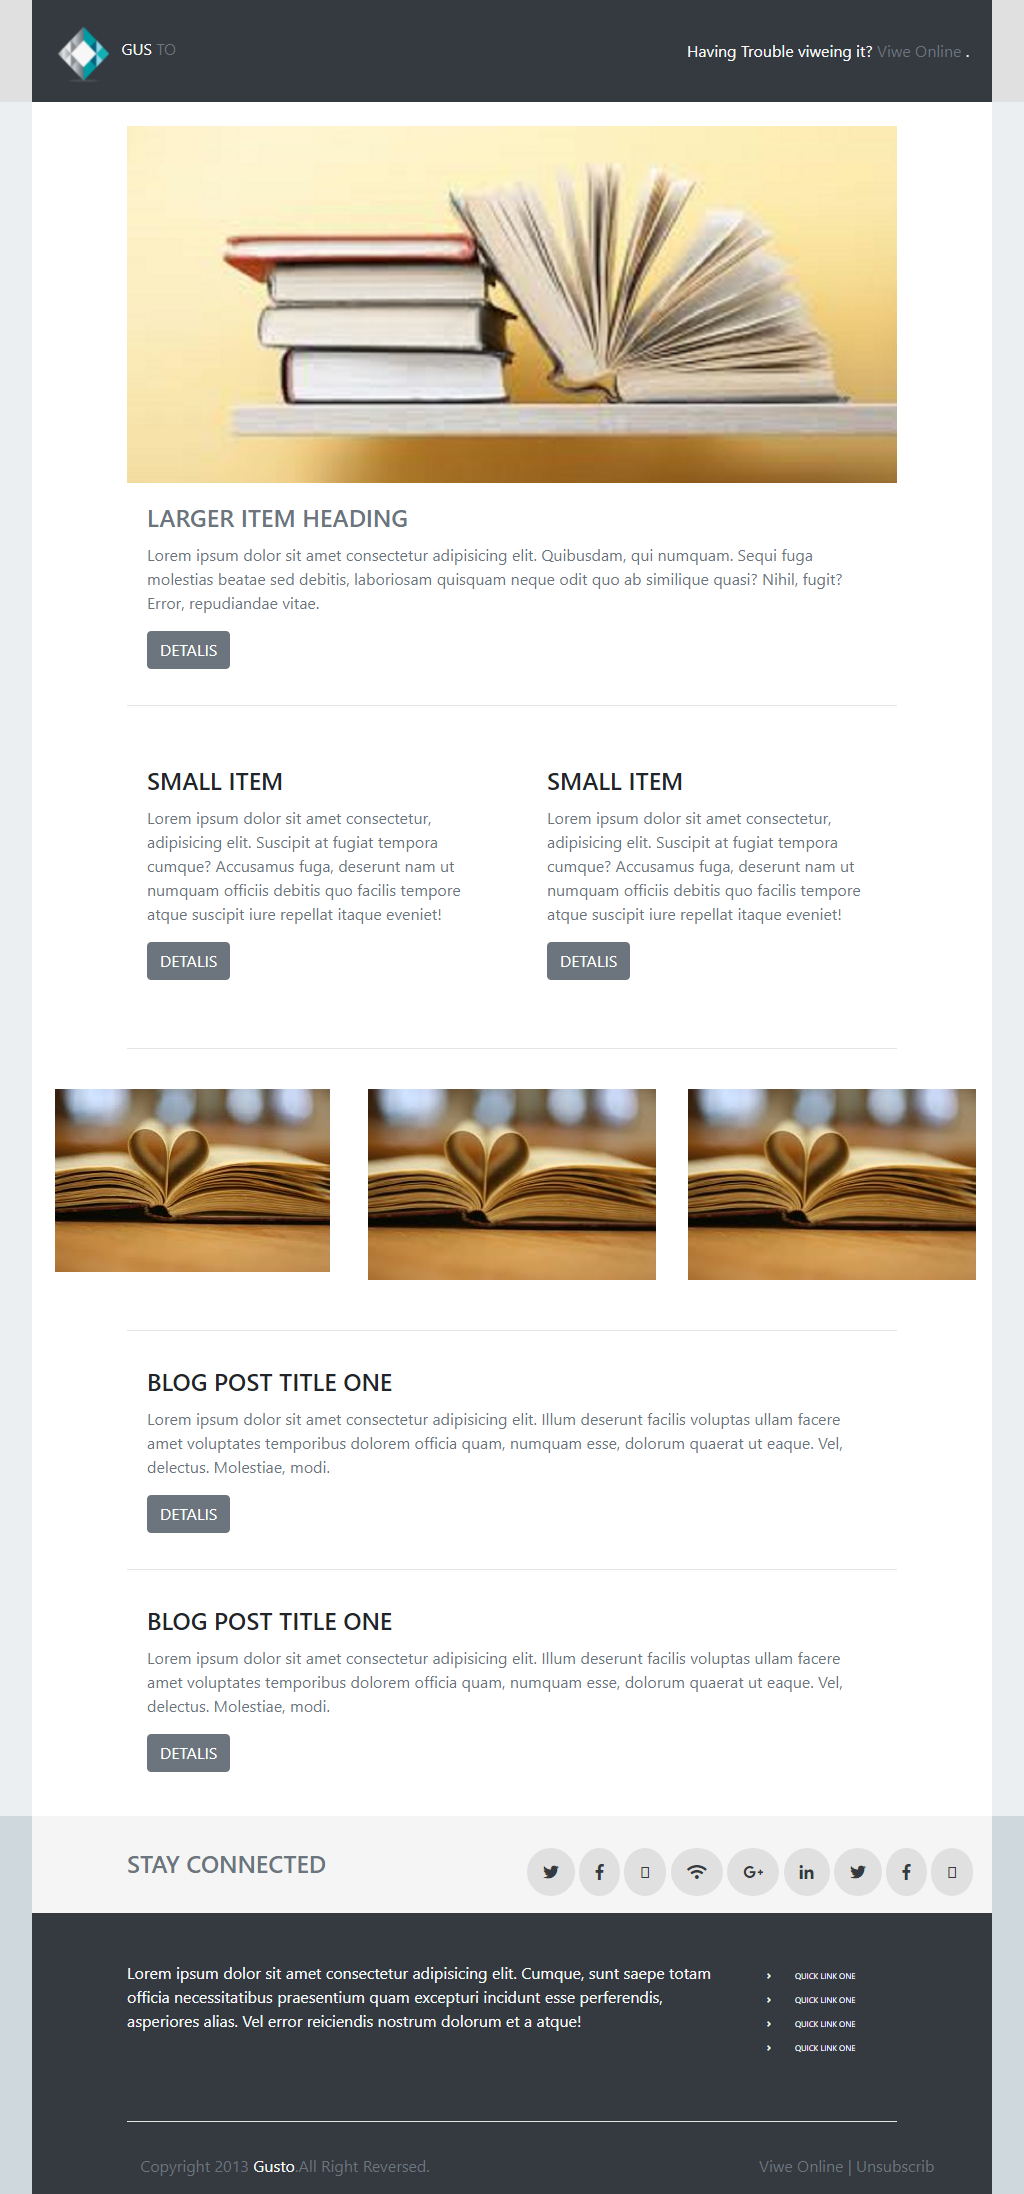 GUS TO
Having Trouble viweing it? Viwe Online .
LARGER ITEM HEADING
Lorem ipsum dolor sit amet consectetur adipisicing elit. Quibusdam, qui numquam. Sequi fuga
molestias beatae sed debitis, laboriosam quisquam neque odit quo ab similique quasi? Nihil, fugit?
Error, repudiandae vitae.
DETALIS
SMALL ITEM
Lorem ipsum dolor sit amet consectetur,
adipisicing elit. Suscipit at fugiat tempora
cumque? Accusamus fuga, deserunt nam ut
numquam officiis debitis quo facilis tempore
atque suscipit iure repellat itaque eveniet!
DETALIS
SMALL ITEM
Lorem ipsum dolor sit amet consectetur,
adipisicing elit. Suscipit at fugiat tempora
cumque? Accusamus fuga, deserunt nam ut
numquam officiis debitis quo facilis tempore
atque suscipit iure repellat itaque eveniet!
DETALIS
BLOG POST TITLE ONE
Lorem ipsum dolor sit amet consectetur adipisicing elit. Illum deserunt facilis voluptas ullam facere
amet voluptates temporibus dolorem officia quam, numquam esse, dolorum quaerat ut eaque. Vel,
delectus. Molestiae, modi.
DETALIS
BLOG POST TITLE ONE
Lorem ipsum dolor sit amet consectetur adipisicing elit. Illum deserunt facilis voluptas ullam facere
amet voluptates temporibus dolorem officia quam, numquam esse, dolorum quaerat ut eaque. Vel,
delectus. Molestiae, modi.
DETALIS
STAY CONNECTED
Lorem ipsum dolor sit amet consectetur adipisicing elit. Cumque, sunt saepe totam
officia necessitatibus praesentium quam excepturi incidunt esse perferendis,
asperiores alias. Vel error reiciendis nostrum dolorum et a atque!
QUICK LINK ONE
QUICK LINK ONE
QUICK LINK ONE
QUICK LINK ONE
Copyright 2013 Gusto.All Right Reversed.
Viwe Online | Unsubscrib